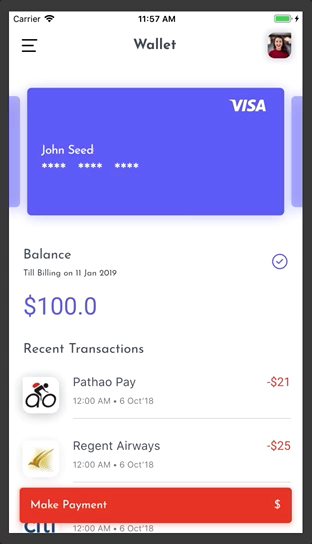 Carrier 11:57 AM
Wallet
VISA
John Seed
**** **** ****
Balance
Till Billing on 11 Jan 2019
$100.0
Recent Transactions
Pathao Pay -$21
12:00 AM • 6 Oct'18
Regent Airways -$25
12:00 AM • 6 Oct'18
Make Payment $
citi 12:00 AM • 6 Oct'18